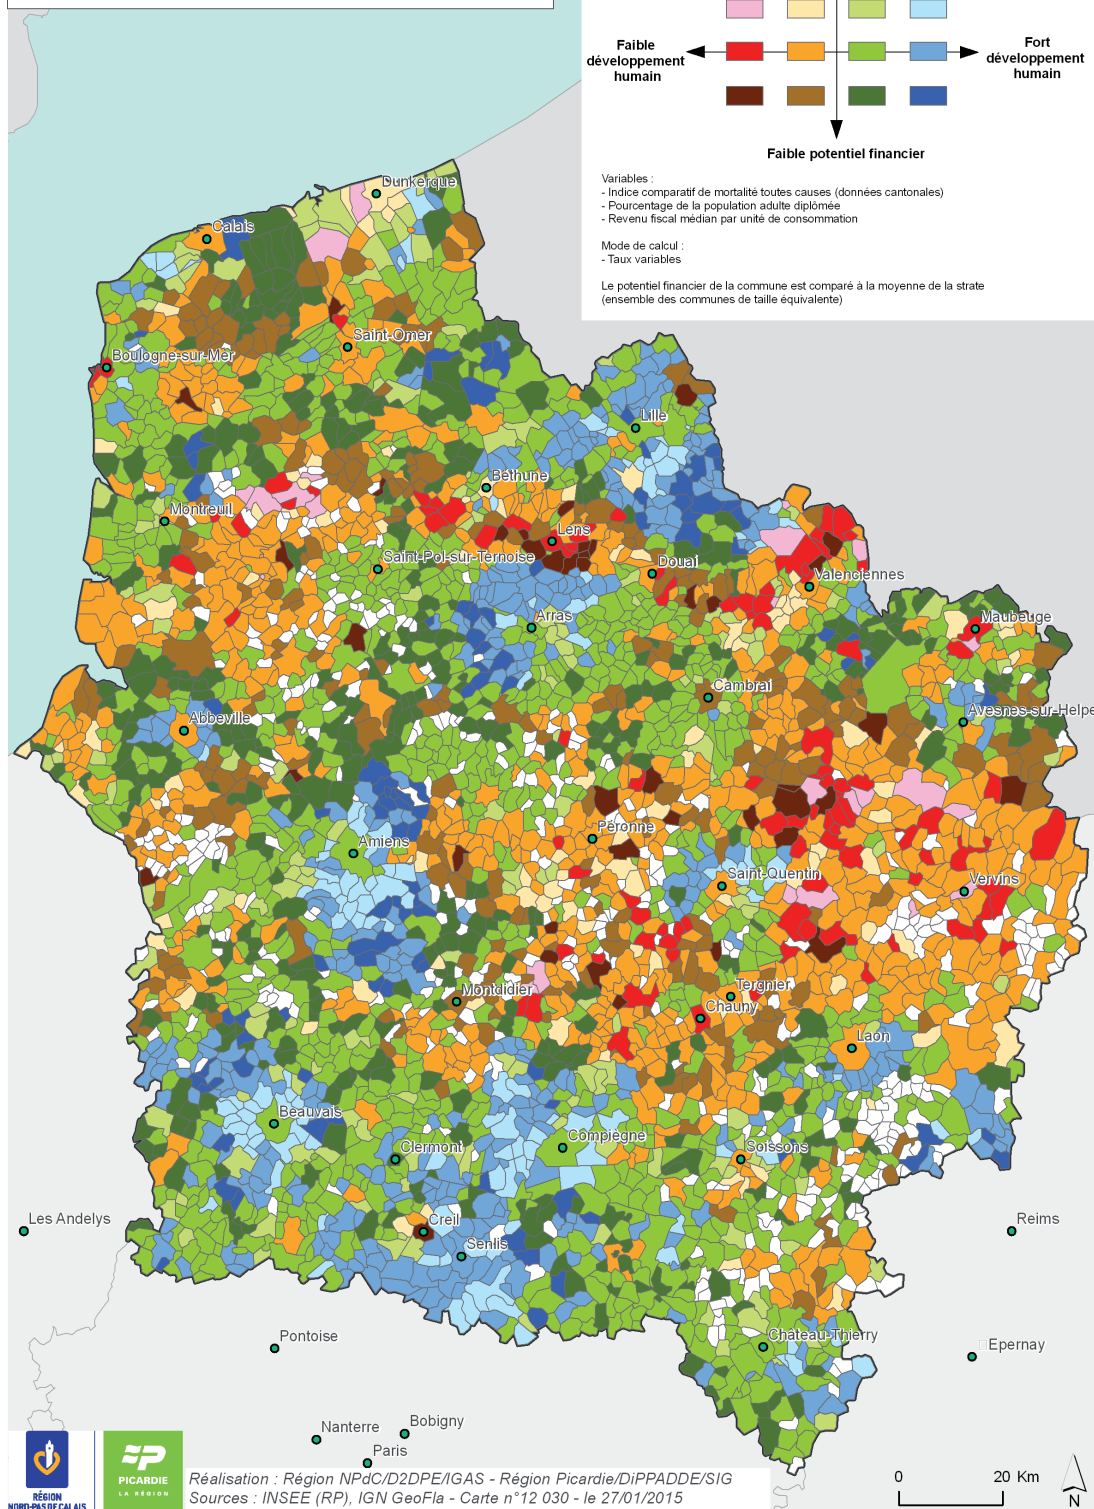 Faible
développement
humain
Fort
développement
humain
Faible potentiel financier
Variables :
- Indice comparatif de mortalité toutes causes (données cantonales)
- Pourcentage de la population adulte diplômée
- Revenu fiscal médian par unité de consommation
Mode de calcul :
- Taux variables
Le potentiel financier de la commune est comparé à la moyenne de la strate
(ensemble des communes de taille équivalente)
Dunkerque
Calais
Saint-Omer
Boulogne-sur-Mer
Lille
Béthune
Montreuil
Lens
Saint-Pol-sur-Ternoise
Douai
Valenciennes
Arras
Maubeuge
Cambrai
Abbeville
Avesnes-sur-Helpe
Péronne
Amiens
Saint-Quentin
Vervins
Montdidier
Tergnier
Chauny
Laon
Beauvais
Compiègne
Clermont
Soissons
Les Andelys
Creil
Reims
Senlis
Pontoise
Château-Thierry
Epernay
Nanterre
Bobigny
Paris
PICARDIE
LA RÉGION
RÉGION
NORD-PAS DE CALAIS
Réalisation : Région NPdC/D2DPE/IGAS - Région Picardie/DiPPADDE/SIG
Sources : INSEE (RP), IGN GeoFla - Carte n°12 030 - le 27/01/2015
0 20 Km
N